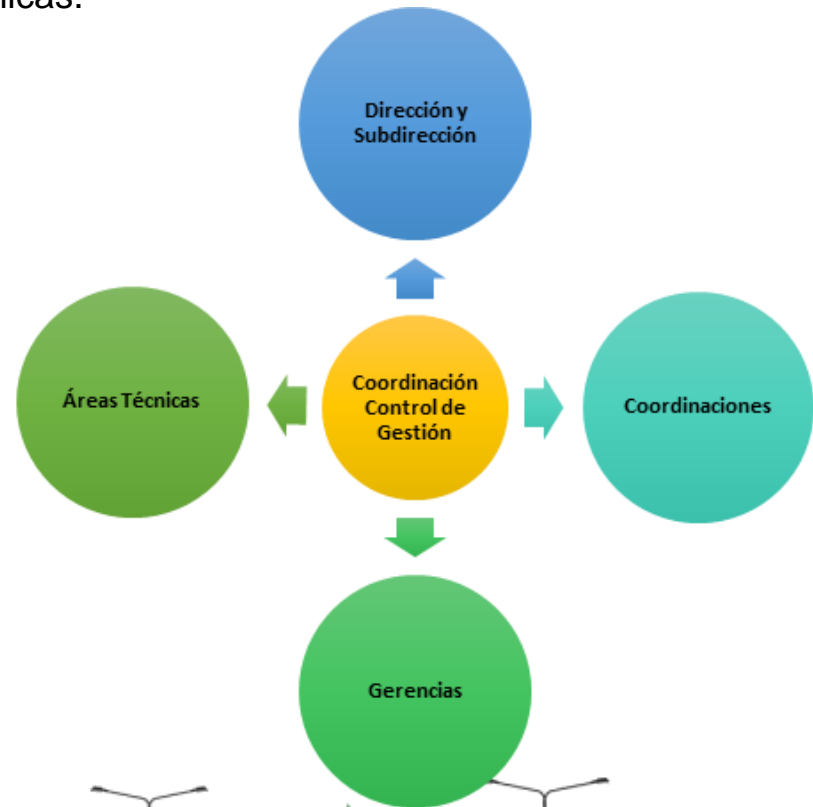 Dirección y
Subdirección
Áreas Técnicas
Coordinación
Control de
Gestión
Coordinaciones
Gerencias